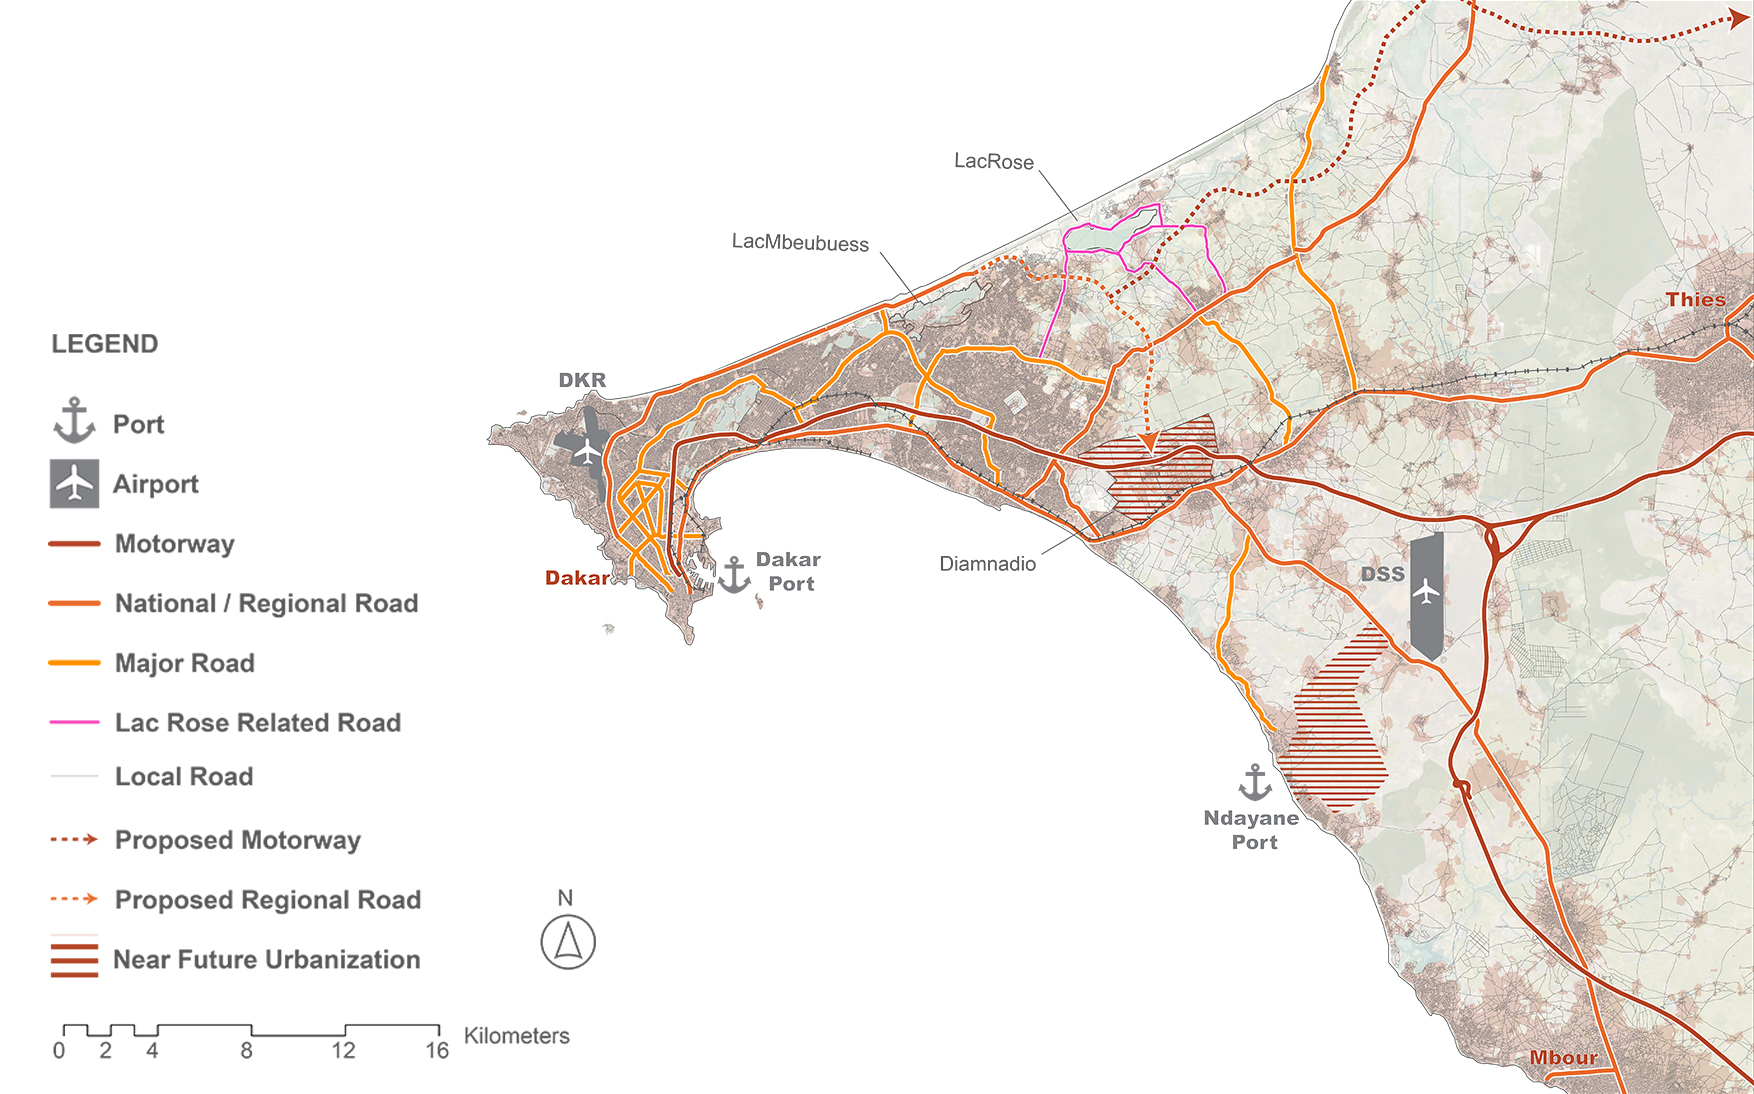 LacRose
LacMbeubuess
Thies
LEGEND
DKR
Port
Airport
Motorway
Dakar
Port
Diamnadio
DSS
Dakar
National / Regional Road
Major Road
Lac Rose Related Road
Local Road
Ndayane
Port
Proposed Motorway
Proposed Regional Road
N
Near Future Urbanization
Kilometers
0 2 4 8 12 16
Mbour